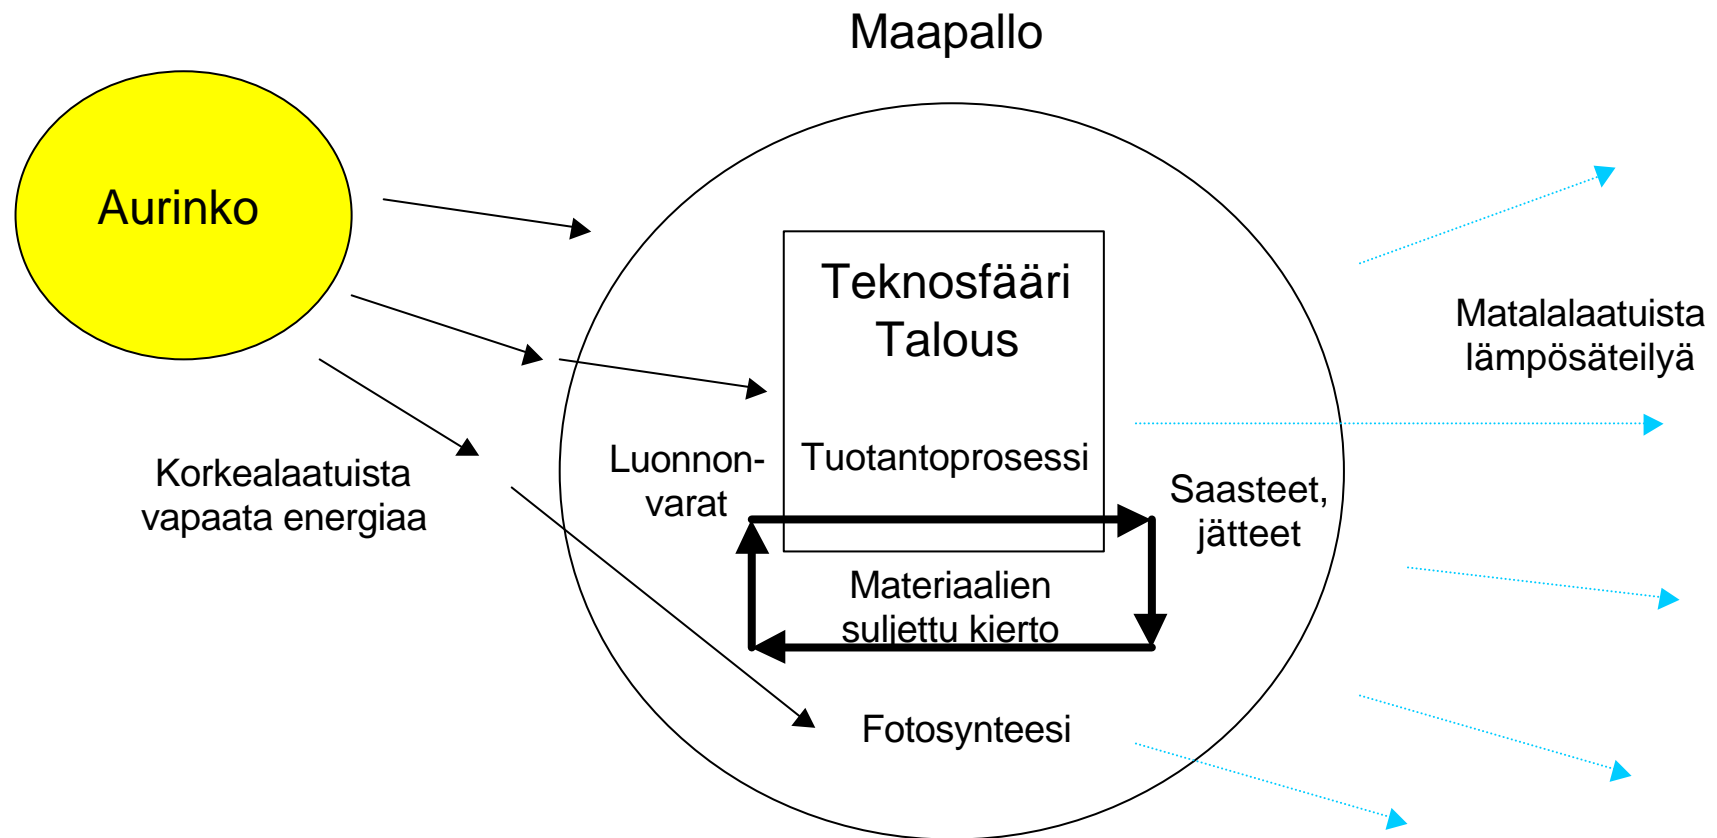 Maapallo
Aurinko
Teknosfääri
Talous
Matalalaatuista
lämpösäteilyä
Korkealaatuista
vapaata energiaa
Luonnon-
varat
Tuotantoprosessi
Saasteet,
jätteet
Materiaalien
suljettu kierto
Fotosynteesi